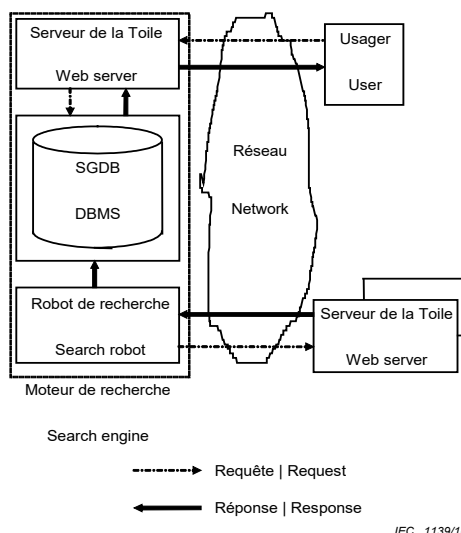 Serveur de la Toile
Web server
Usager
User
SGDB
DBMS
Réseau
Network
Robot de recherche
Search robot
Serveur de la Toile
Web server
Moteur de recherche
Search engine
Requête | Request
Réponse | Response
IEC 1139/1